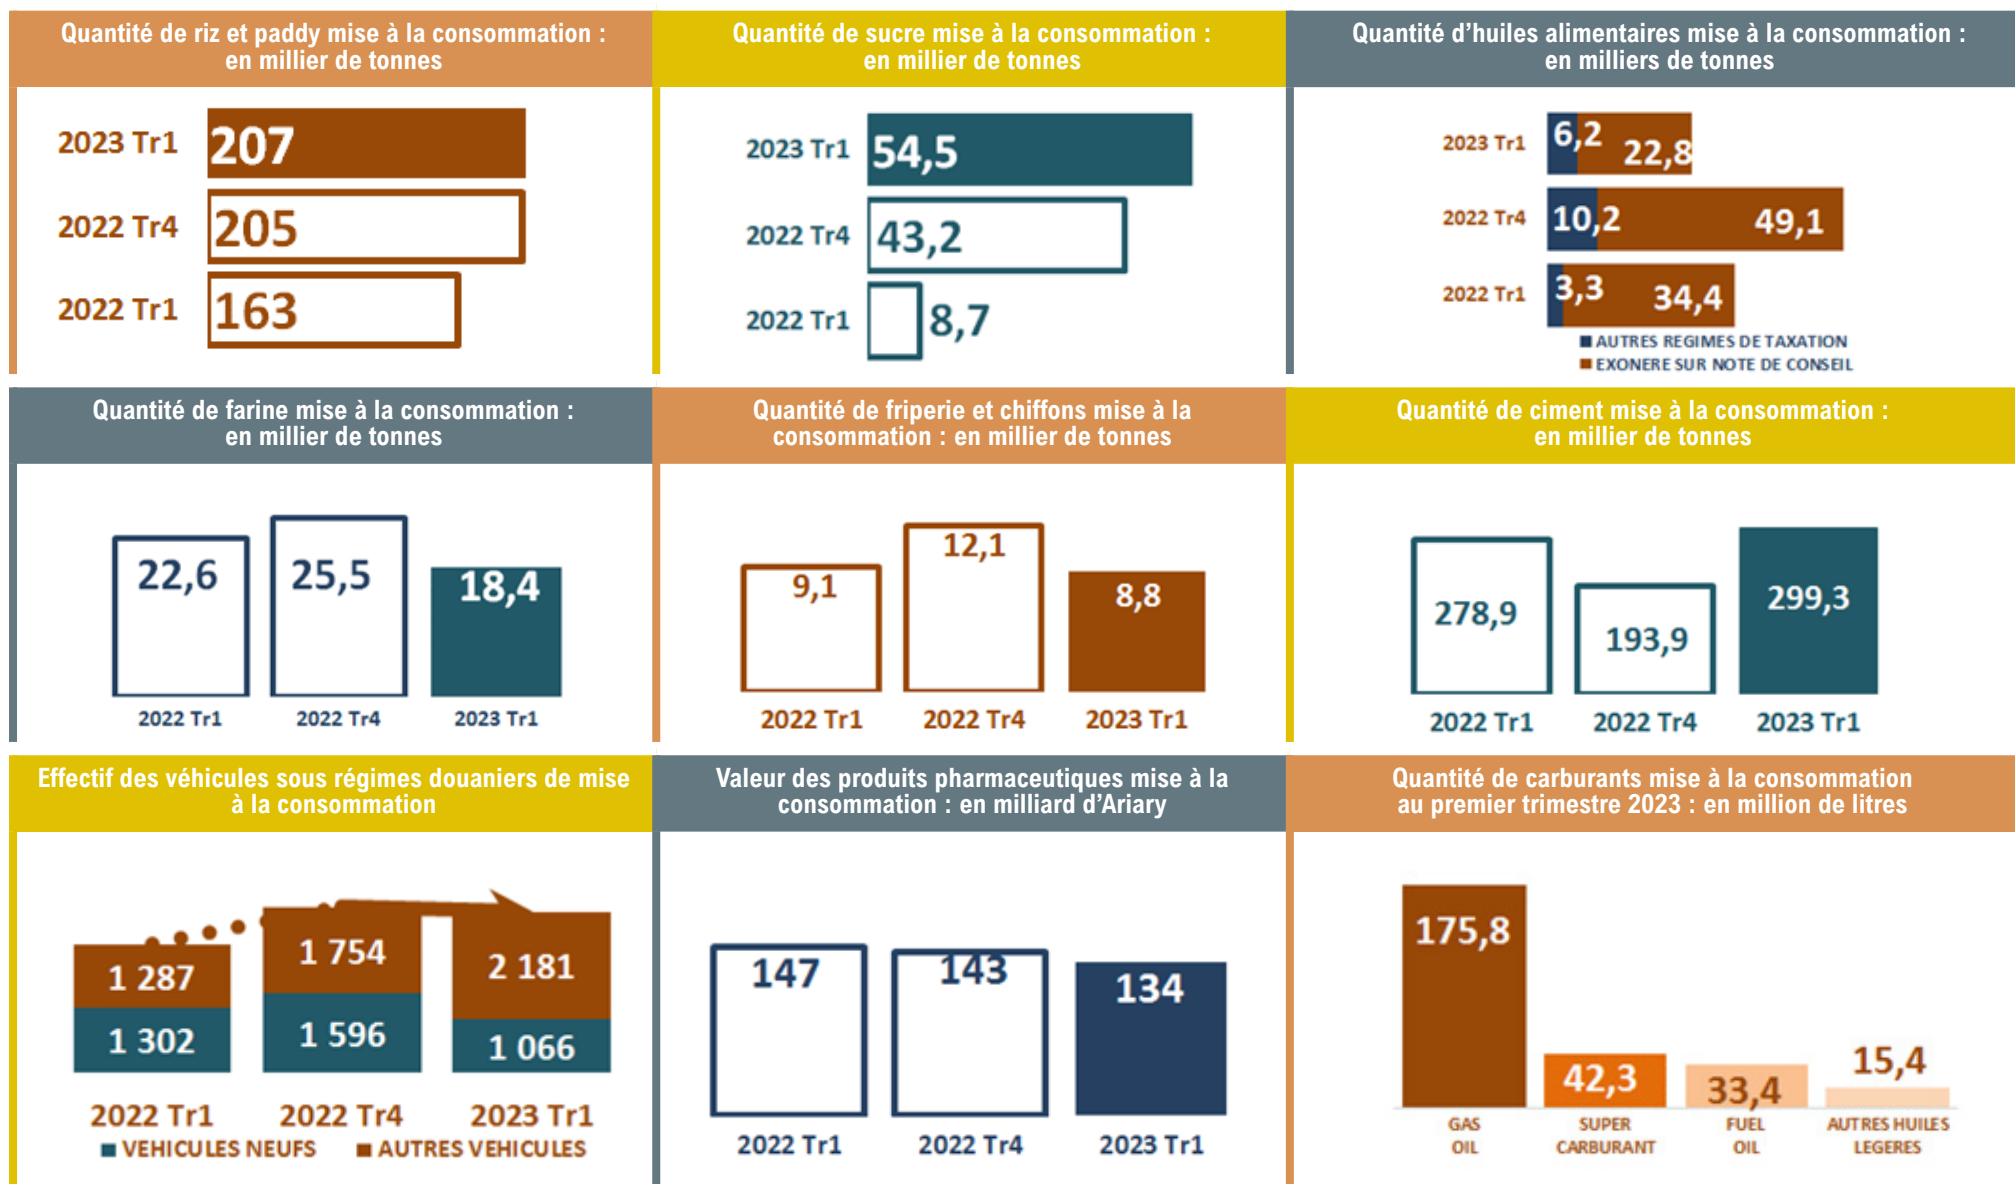 Quantité de riz et paddy mise à la consommation :
en millier de tonnes
2023 Tr1 207
2022 Tr4 205
2022 Tr1 163
Quantité de sucre mise à la consommation :
en millier de tonnes
2023 Tr1 54,5
2022 Tr4 43,2
2022 Tr1 8,7
Quantité d’huiles alimentaires mise à la consommation :
en milliers de tonnes
2023 Tr1 6,2 22,8
2022 Tr4 10,2 49,1
2022 Tr1 3,3 34,4
AUTRES REGIMES DE TAXATION
EXONERE SUR NOTE DE CONSEIL
Quantité de farine mise à la consommation :
en millier de tonnes
22,6 25,5 18,4
2022 Tr1 2022 Tr4 2023 Tr1
Quantité de friperie et chiffons mise à la
consommation : en millier de tonnes
9,1 12,1 8,8
2022 Tr1 2022 Tr4 2023 Tr1
Quantité de ciment mise à la consommation :
en millier de tonnes
278,9 193,9 299,3
2022 Tr1 2022 Tr4 2023 Tr1
Effectif des véhicules sous régimes douaniers de mise
à la consommation
1 287 1 754 2 181
1 302 1 596 1 066
2022 Tr1 2022 Tr4 2023 Tr1
VEHICULES NEUFS AUTRES VEHICULES
Valeur des produits pharmaceutiques mise à la
consommation : en milliard d’Ariary
147 143 134
2022 Tr1 2022 Tr4 2023 Tr1
Quantité de carburants mise à la consommation
au premier trimestre 2023 : en million de litres
175,8 42,3 33,4 15,4
GAS SUPER FUEL AUTRES HUILES
OIL CARBURANT OIL LEGERES